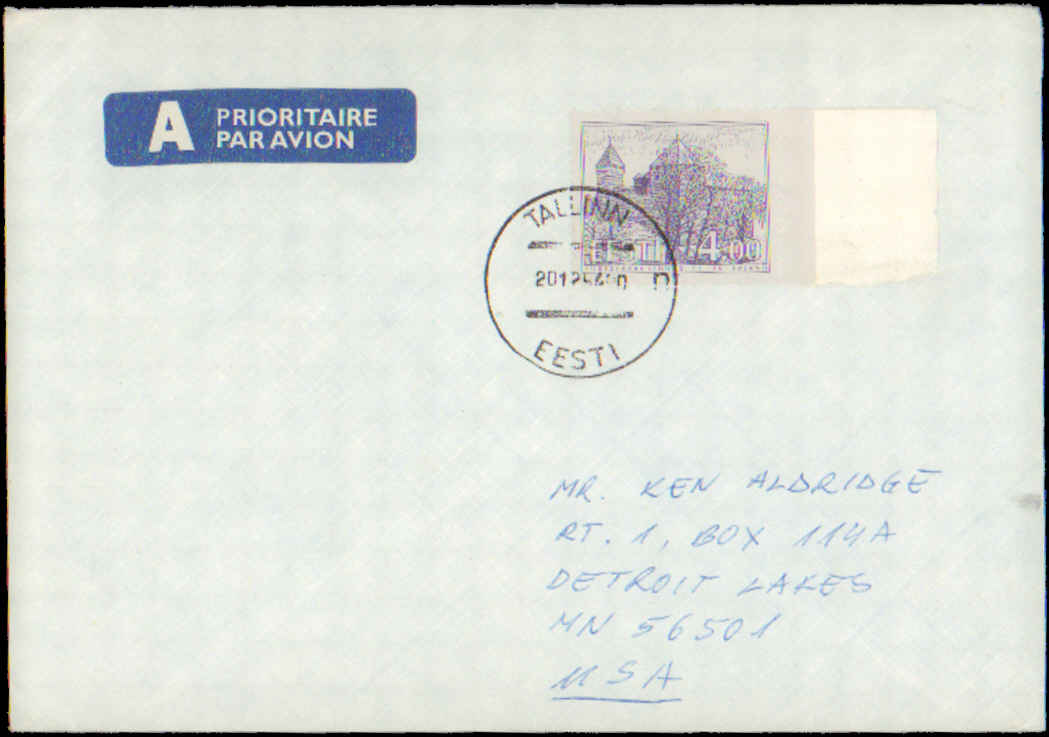 A PRIORITAIRE
PAR AVION
EESTI 4.00
TALLINN
EESTI
MR. KEN ALDRIDGE
RT. 1, BOX 114A
DETROIT LAKES
MN 56501
USA